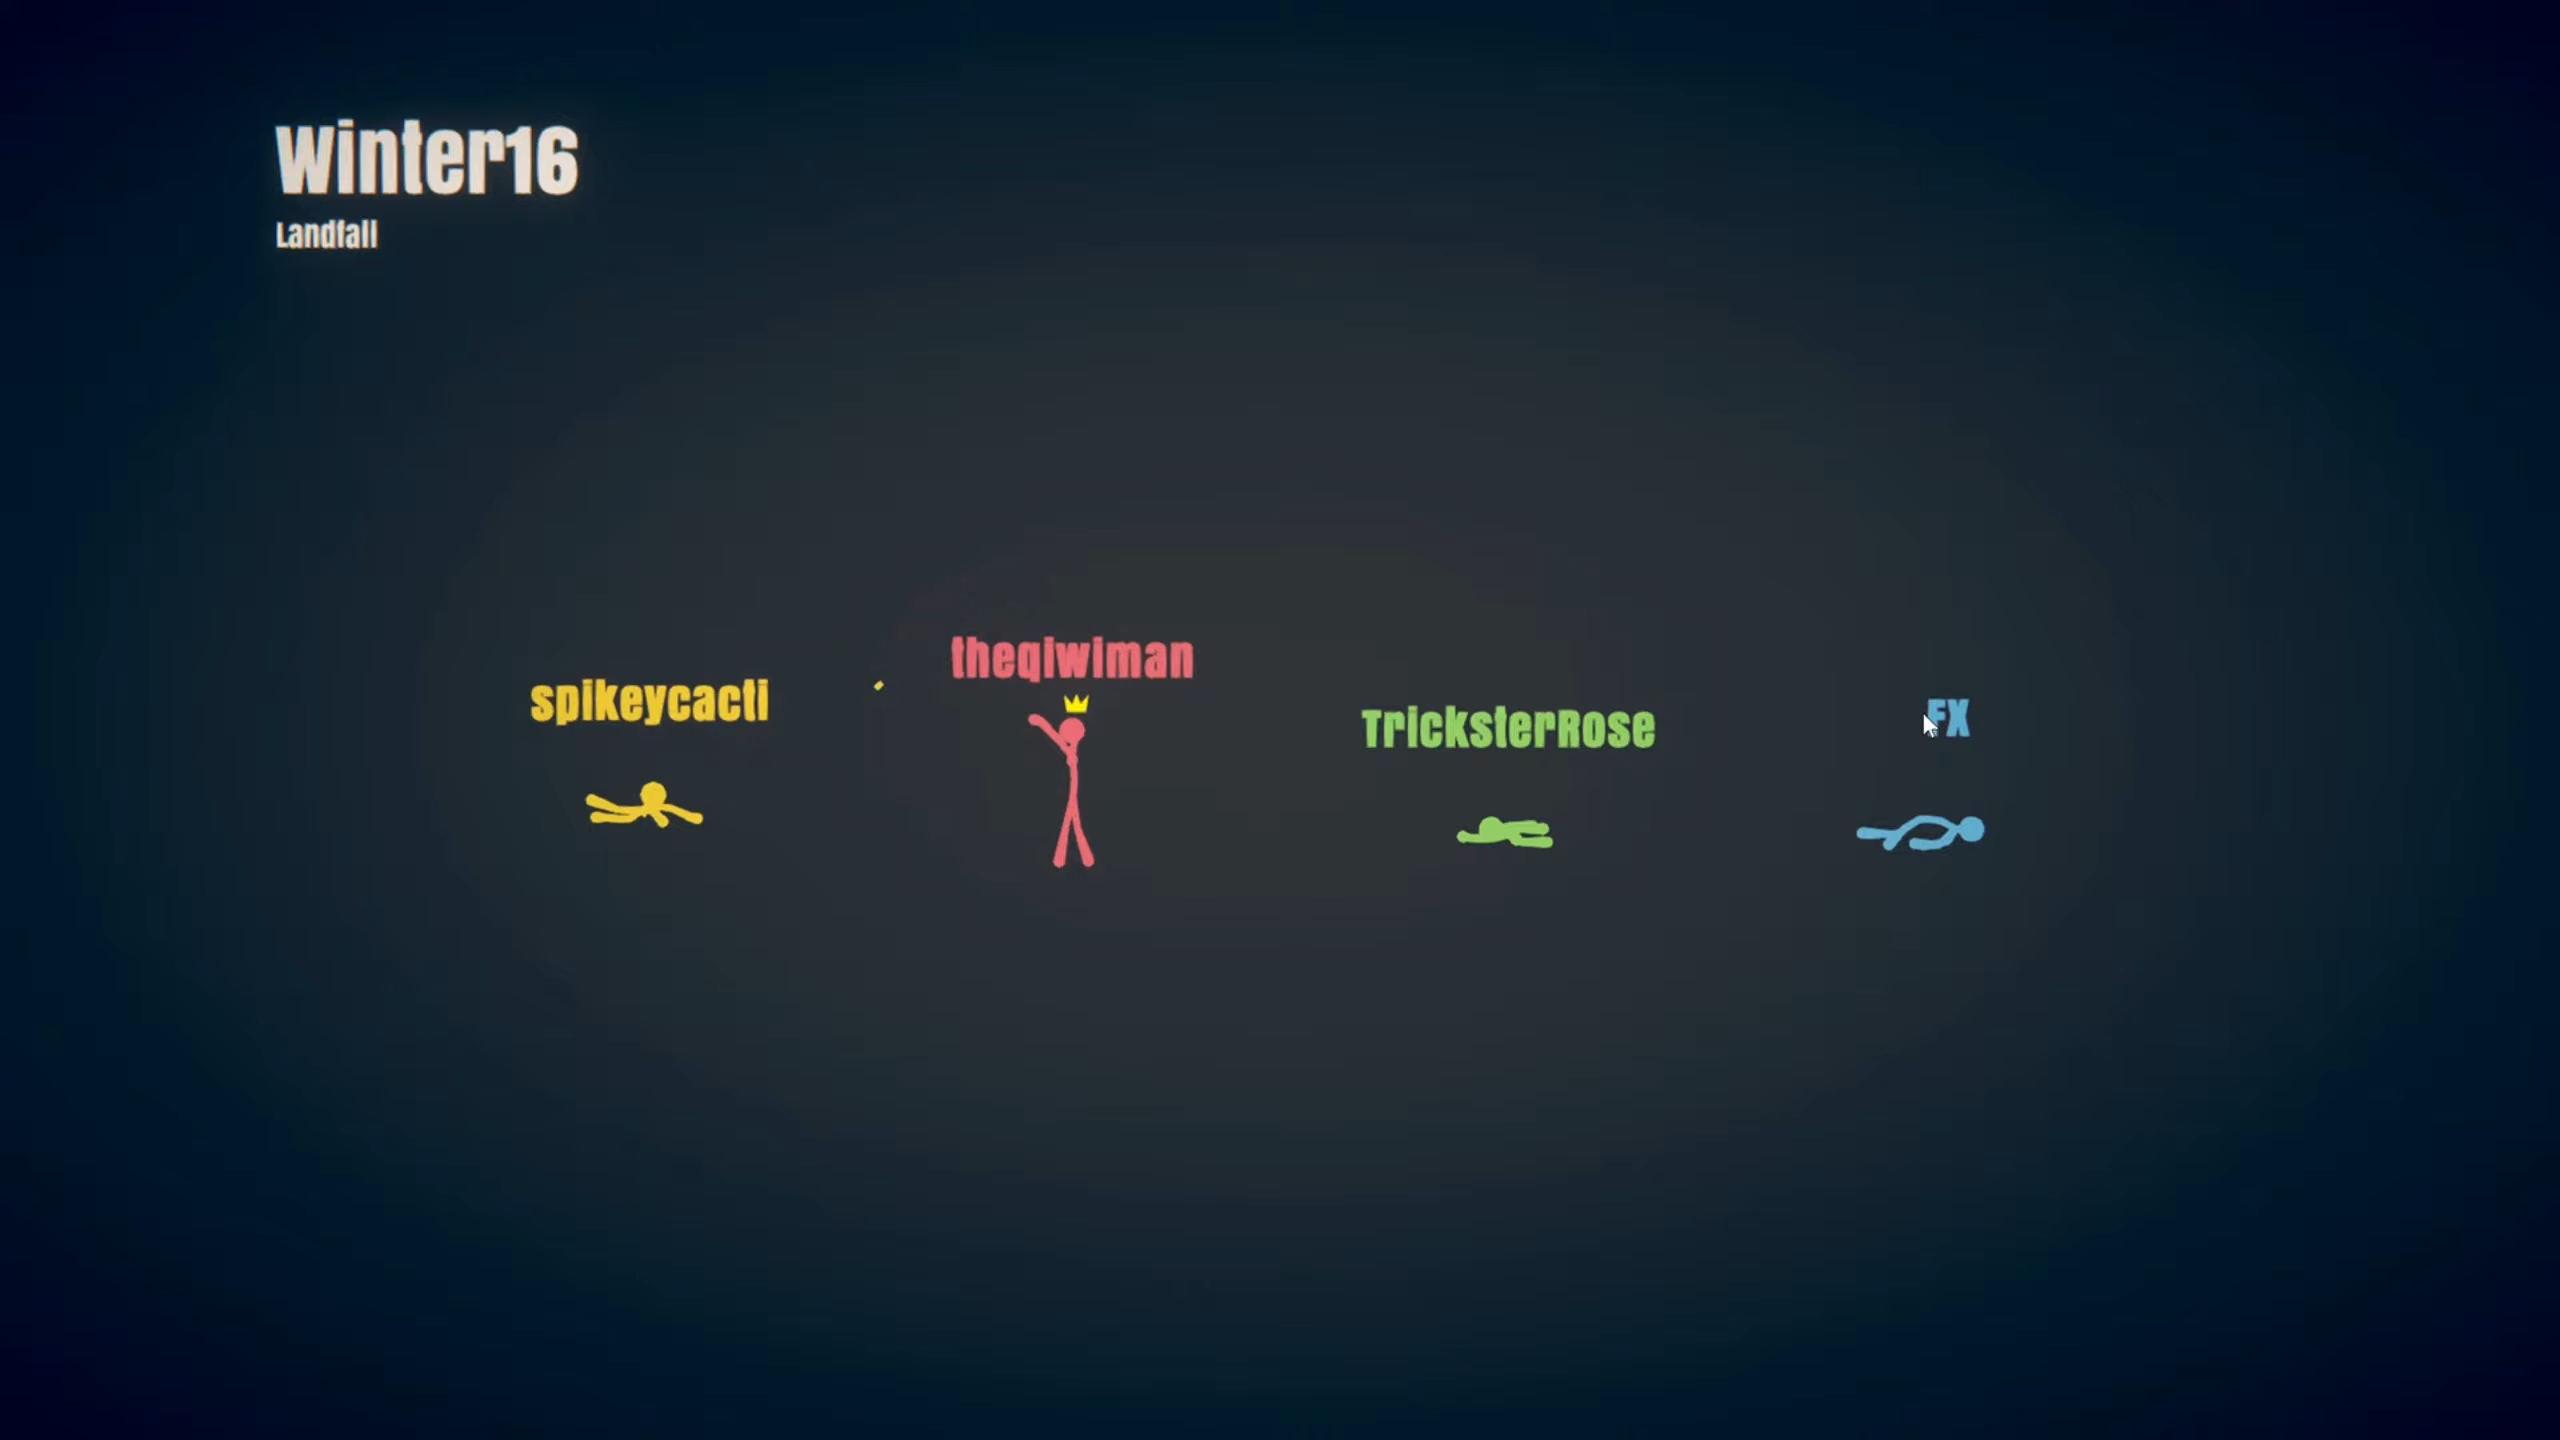 Winter16
Landfall
theqiwiman
spikeycacti
TricksterRose
FX